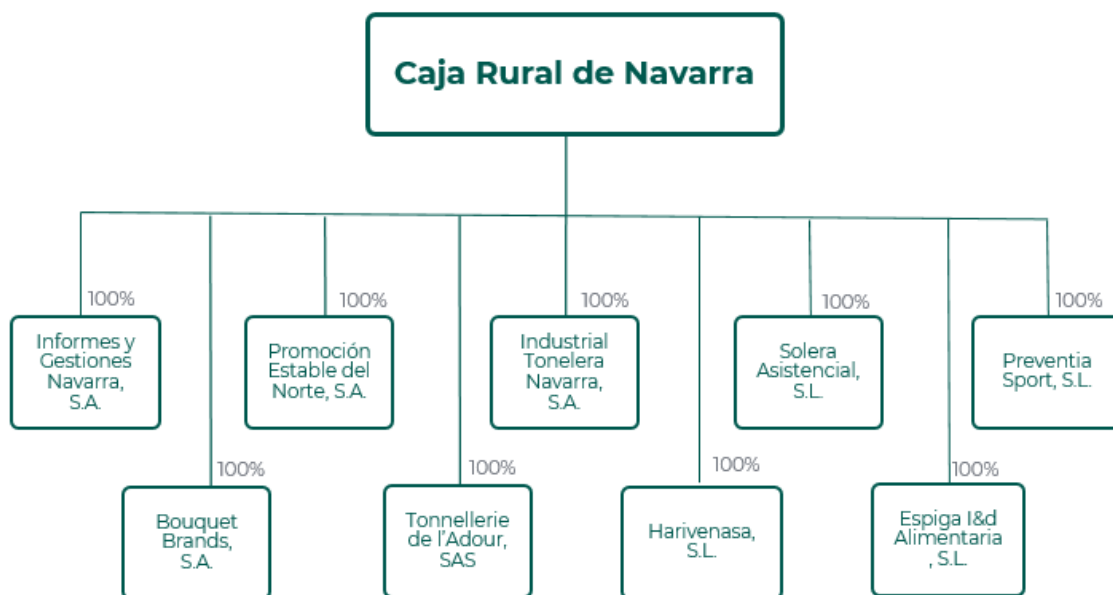 Caja Rural de Navarra
100%
Informes y
Gestiones
Navarra,
S.A.
100%
Promoción
Estable del
Norte, S.A.
100%
Industrial
Tonelera
Navarra,
S.A.
100%
Solera
Asistencial,
S.L.
100%
Preventia
Sport, S.L.
100%
Bouquet
Brands,
S.A.
100%
Tonnellerie
de l'Adour,
SAS
100%
Harivenasa,
S.L.
100%
Espiga I&d
Alimentaria
, S.L.